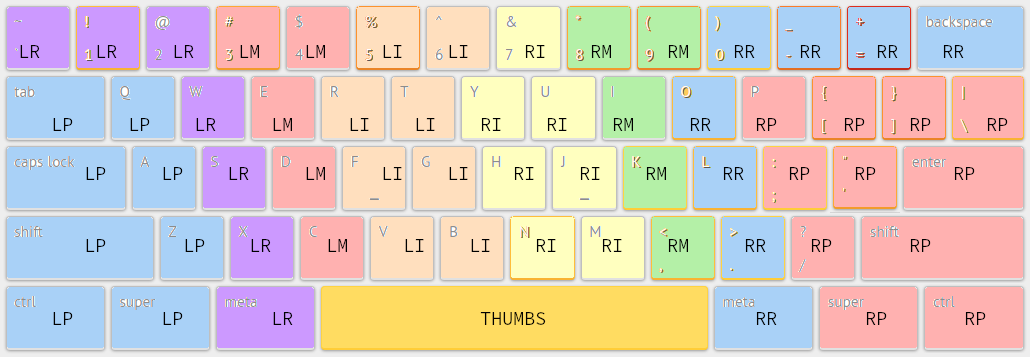 ~ ! @ # $ % ^ & * ( ) _ + backspace
` LR 1 LR 2 LR 3 LM 4 LM 5 LI 6 LI 7 RI 8 RM 9 RM 0 RR - RR = RR RR
tab Q W E R T Y U I O P { } |
LP LP LR LM LI LI RI RI RM RR RP [ RP ] RP \ RP
caps lock A S D F G H J K L : " enter
LP LP LR LM LI LI RI RI RM RR RP RP RP
_ _ ; '
shift Z X C V B N M < > ? shift
LP LP LR LM LI LI RI RI RM RR RP RP
, . /
ctrl super meta meta super ctrl
LP LP LR THUMBS RR RP RP